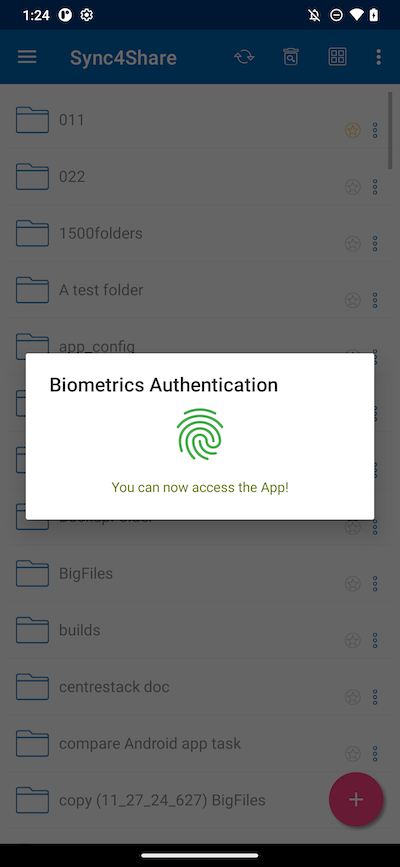 1:24
Sync4Share
011
022
1500folders
A test folder
app_config
Biometrics Authentication
You can now access the App!
BigFiles
builds
centrestack doc
compare Android app task
copy (11_27_24_627) BigFiles